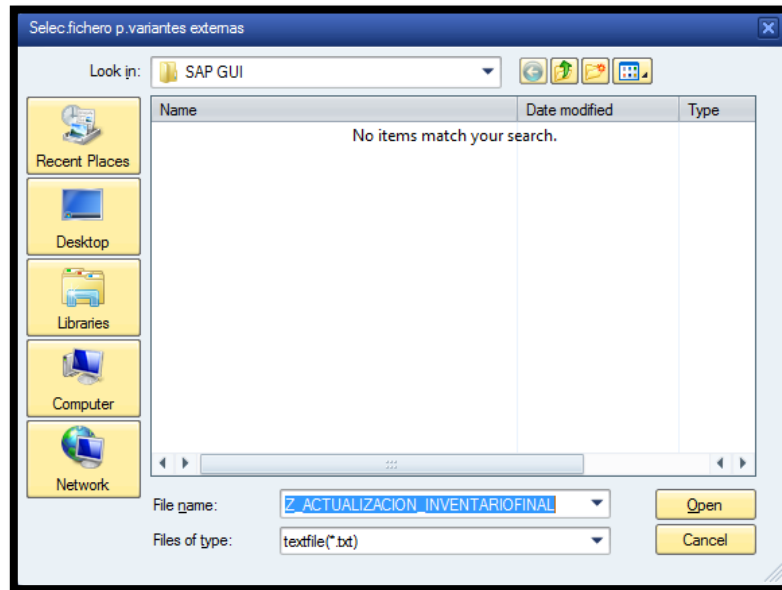 Selec.fichero p.variantes externas
Look in: SAP GUI
Name Date modified Type
No items match your search.
Recent Places
Desktop
Libraries
Computer
Network
File name: Z_ACTUALIZACION_INVENTARIOFINAL Open
Files of type: textfile(*.txt) Cancel